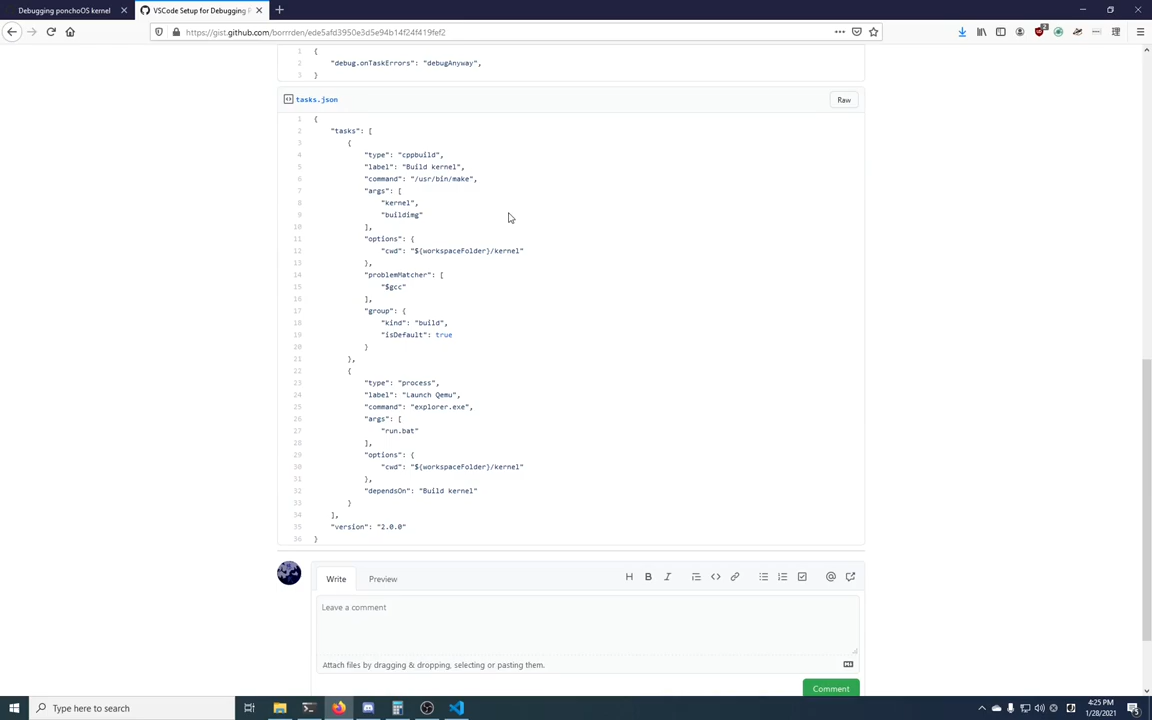 Debugging ponchoOS kernel
VSCode Setup for Debugging P
https://gist.github.com/borrrden/ede5afd3950e3d5e94b14f24f419fef2
1 {
2 "debug.onTaskErrors": "debugAnyway",
3 }
tasks.json
Raw
1 {
2 "tasks": [
3 {
4 "type": "cppbuild",
5 "label": "Build kernel",
6 "command": "/usr/bin/make",
7 "args": [
8 "kernel",
9 "buildimg"
10 ],
11 "options": {
12 "cwd": "${workspaceFolder}/kernel"
13 },
14 "problemMatcher": [
15 "$gcc"
16 ],
17 "group": {
18 "kind": "build",
19 "isDefault": true
20 }
21 },
22 {
23 "type": "process",
24 "label": "Launch Qemu",
25 "command": "explorer.exe",
26 "args": [
27 "run.bat"
28 ],
29 "options": {
30 "cwd": "${workspaceFolder}/kernel"
31 },
32 "dependsOn": "Build kernel"
33 }
34 ],
35 "version": "2.0.0"
36 }
Write
Preview
Leave a comment
Attach files by dragging & dropping, selecting or pasting them.
Comment
Type here to search
4:25 PM
1/28/2021